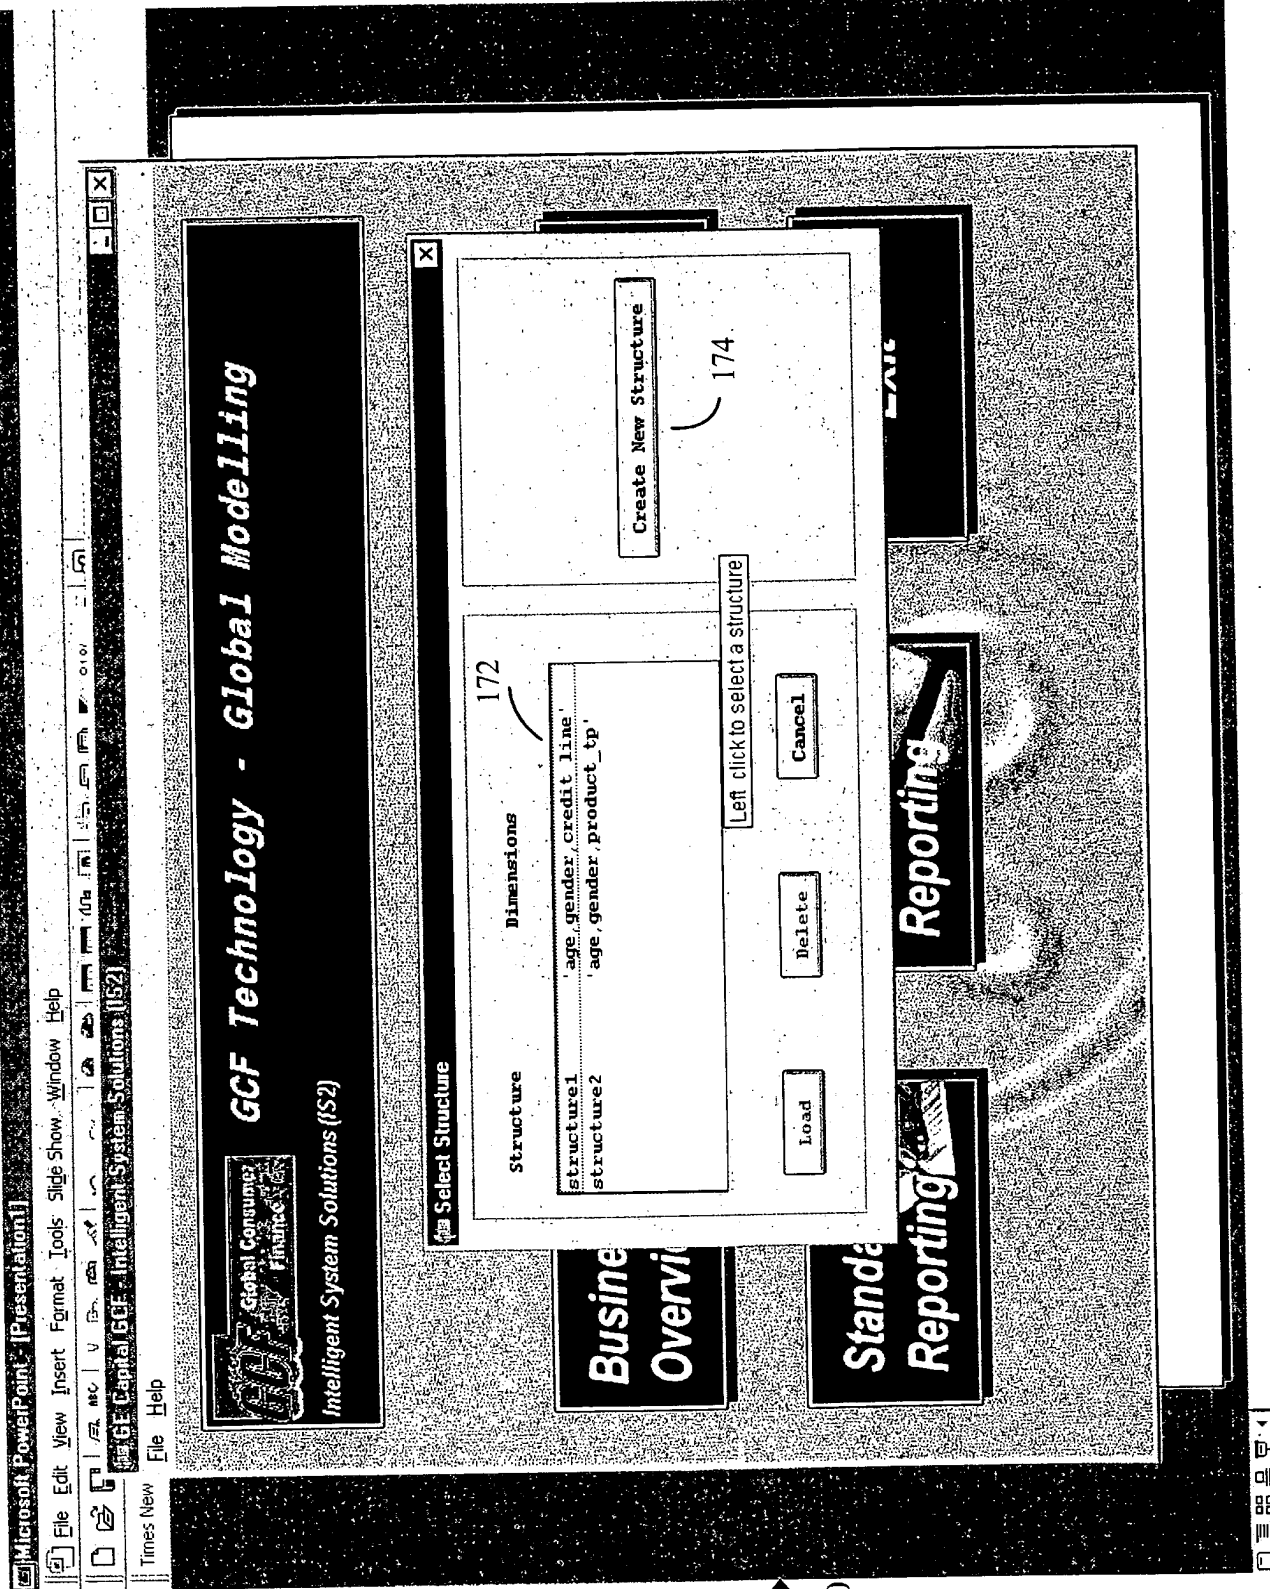 Microsoft PowerPoint - [Presentation1]
File Edit View Insert Format Tools Slide Show Window Help
GE Capital GCF - Intelligent System Solutions (IS2)
Times New
File Help
Global Consumer
Finance
GCF Technology - Global Modelling
Intelligent System Solutions (IS2)
Select Structure
Structure Dimensions
172
structure1 'age,gender,credit line'
structure2 'age,gender,product_tp'
Left click to select a structure
Load Delete Cancel
Create New Structure
174
Busine
Overvi
Standa
Reporting
Reporting
Exit